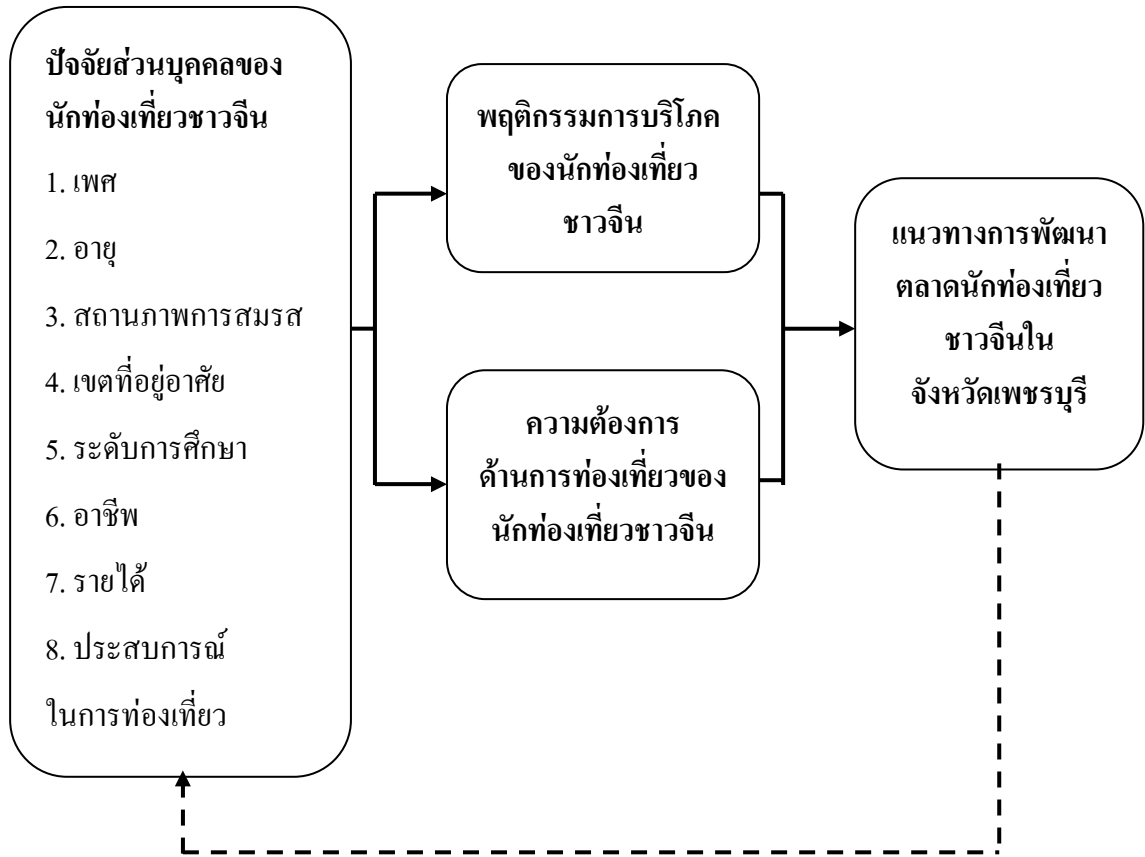 ปัจจัยส่วนบุคคลของ
นักท่องเที่ยวชาวจีน
1. เพศ
2. อายุ
3. สถานภาพการสมรส
4. เขตที่อยู่อาศัย
5. ระดับการศึกษา
6. อาชีพ
7. รายได้
8. ประสบการณ์
ในการท่องเที่ยว
พฤติกรรมการบริโภค
ของนักท่องเที่ยว
ชาวจีน
ความต้องการ
ด้านการท่องเที่ยวของ
นักท่องเที่ยวชาวจีน
แนวทางการพัฒนา
ตลาดนักท่องเที่ยว
ชาวจีนใน
จังหวัดเพชรบุรี